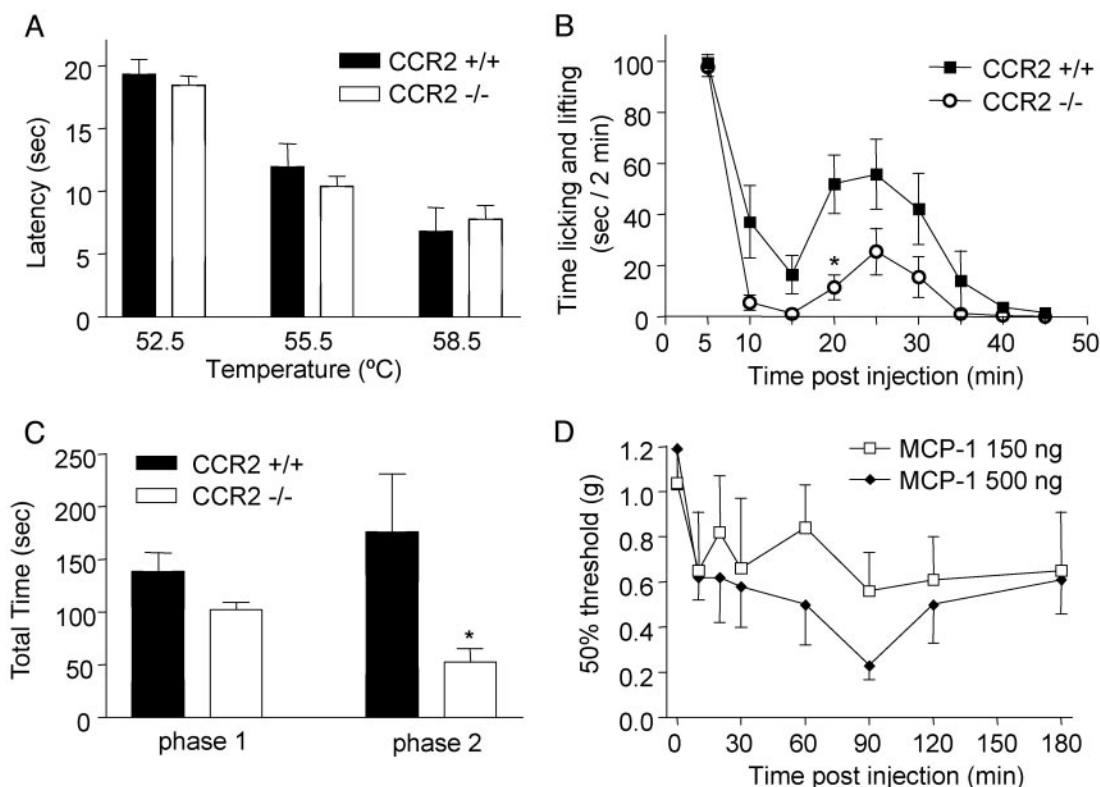 A
CCR2 +/+
CCR2 -/-
Latency (sec)
20
15
10
5
0
52.5
55.5
58.5
Temperature (ºC)
B
CCR2 +/+
CCR2 -/-
Time licking and lifting
(sec / 2 min)
100
80
60
40
20
0
*
0
5
10
20
30
40
50
Time post injection (min)
C
CCR2 +/+
CCR2 -/-
Total Time (sec)
250
200
150
100
50
0
*
phase 1
phase 2
D
MCP-1 150 ng
MCP-1 500 ng
50% threshold (g)
1.2
1.0
0.8
0.6
0.4
0.2
0.0
0
30
60
90
120
150
180
Time post injection (min)